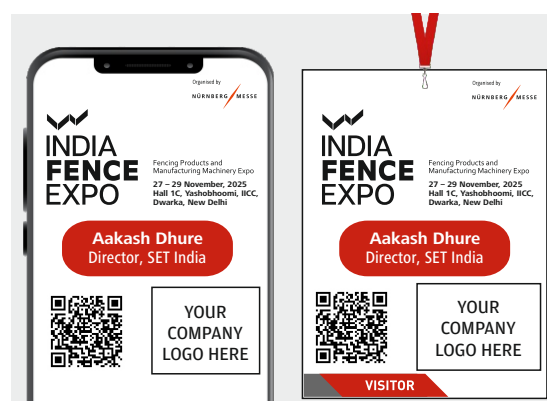 Organised by
NÜRNBERG MESSE
INDIA
FENCE
EXPO
Fencing Products and
Manufacturing Machinery Expo
27 – 29 November, 2025
Hall 1C, Yashobhoomi, IICC,
Dwarka, New Delhi
Aakash Dhure
Director, SET India
YOUR
COMPANY
LOGO HERE
Organised by
NÜRNBERG MESSE
INDIA
FENCE
EXPO
Fencing Products and
Manufacturing Machinery Expo
27 – 29 November, 2025
Hall 1C, Yashobhoomi, IICC,
Dwarka, New Delhi
Aakash Dhure
Director, SET India
YOUR
COMPANY
LOGO HERE
VISITOR